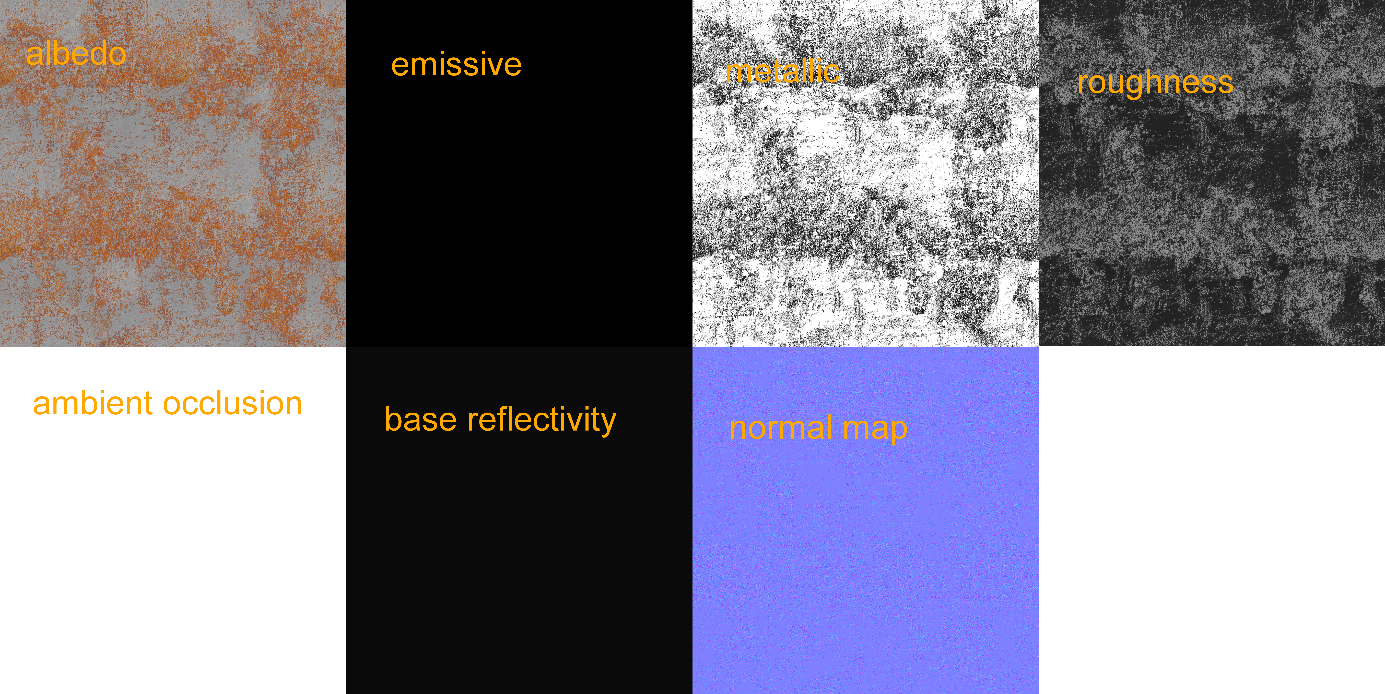 albedo
emissive
metallic
roughness
ambient occlusion
base reflectivity
normal map